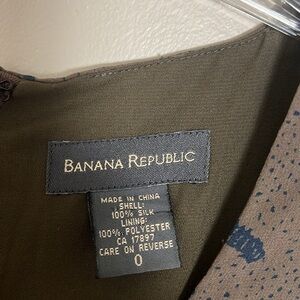 BANANA REPUBLIC
MADE IN CHINA
SHELL:
100% SILK
LINING:
100% POLYESTER
CA 17897
CARE ON REVERSE
0